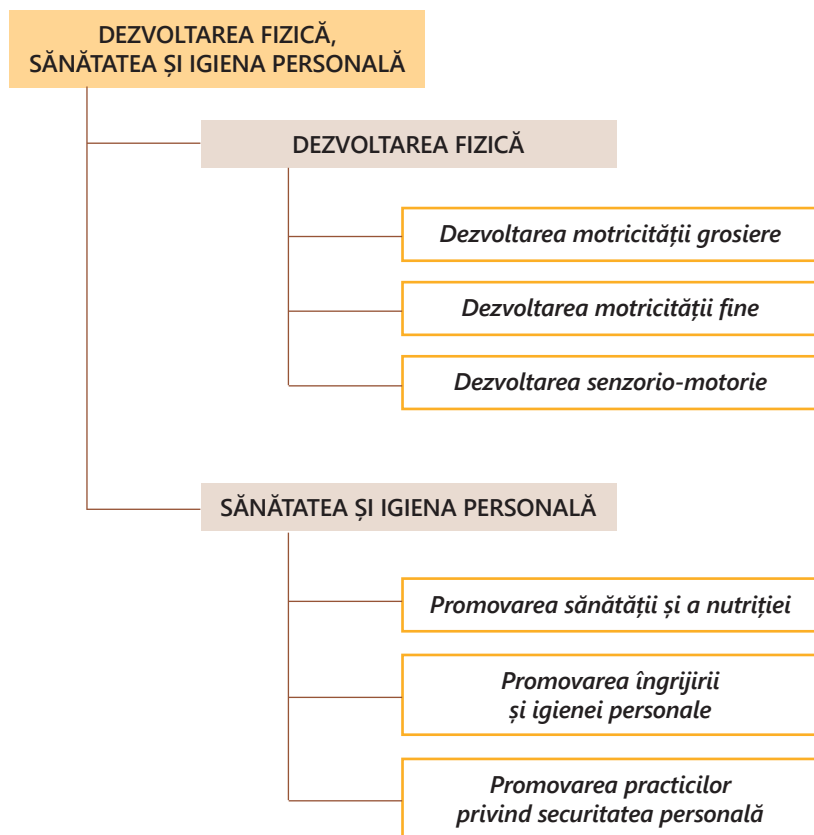 DEZVOLTAREA FIZICĂ,
SĂNĂTATEA ȘI IGIENA PERSONALĂ
DEZVOLTAREA FIZICĂ
Dezvoltarea motricității grosiere
Dezvoltarea motricității fine
Dezvoltarea senzorio-motorie
SĂNĂTATEA ȘI IGIENA PERSONALĂ
Promovarea sănătății și a nutriției
Promovarea îngrijirii
și igienei personale
Promovarea practicilor
privind securitatea personală